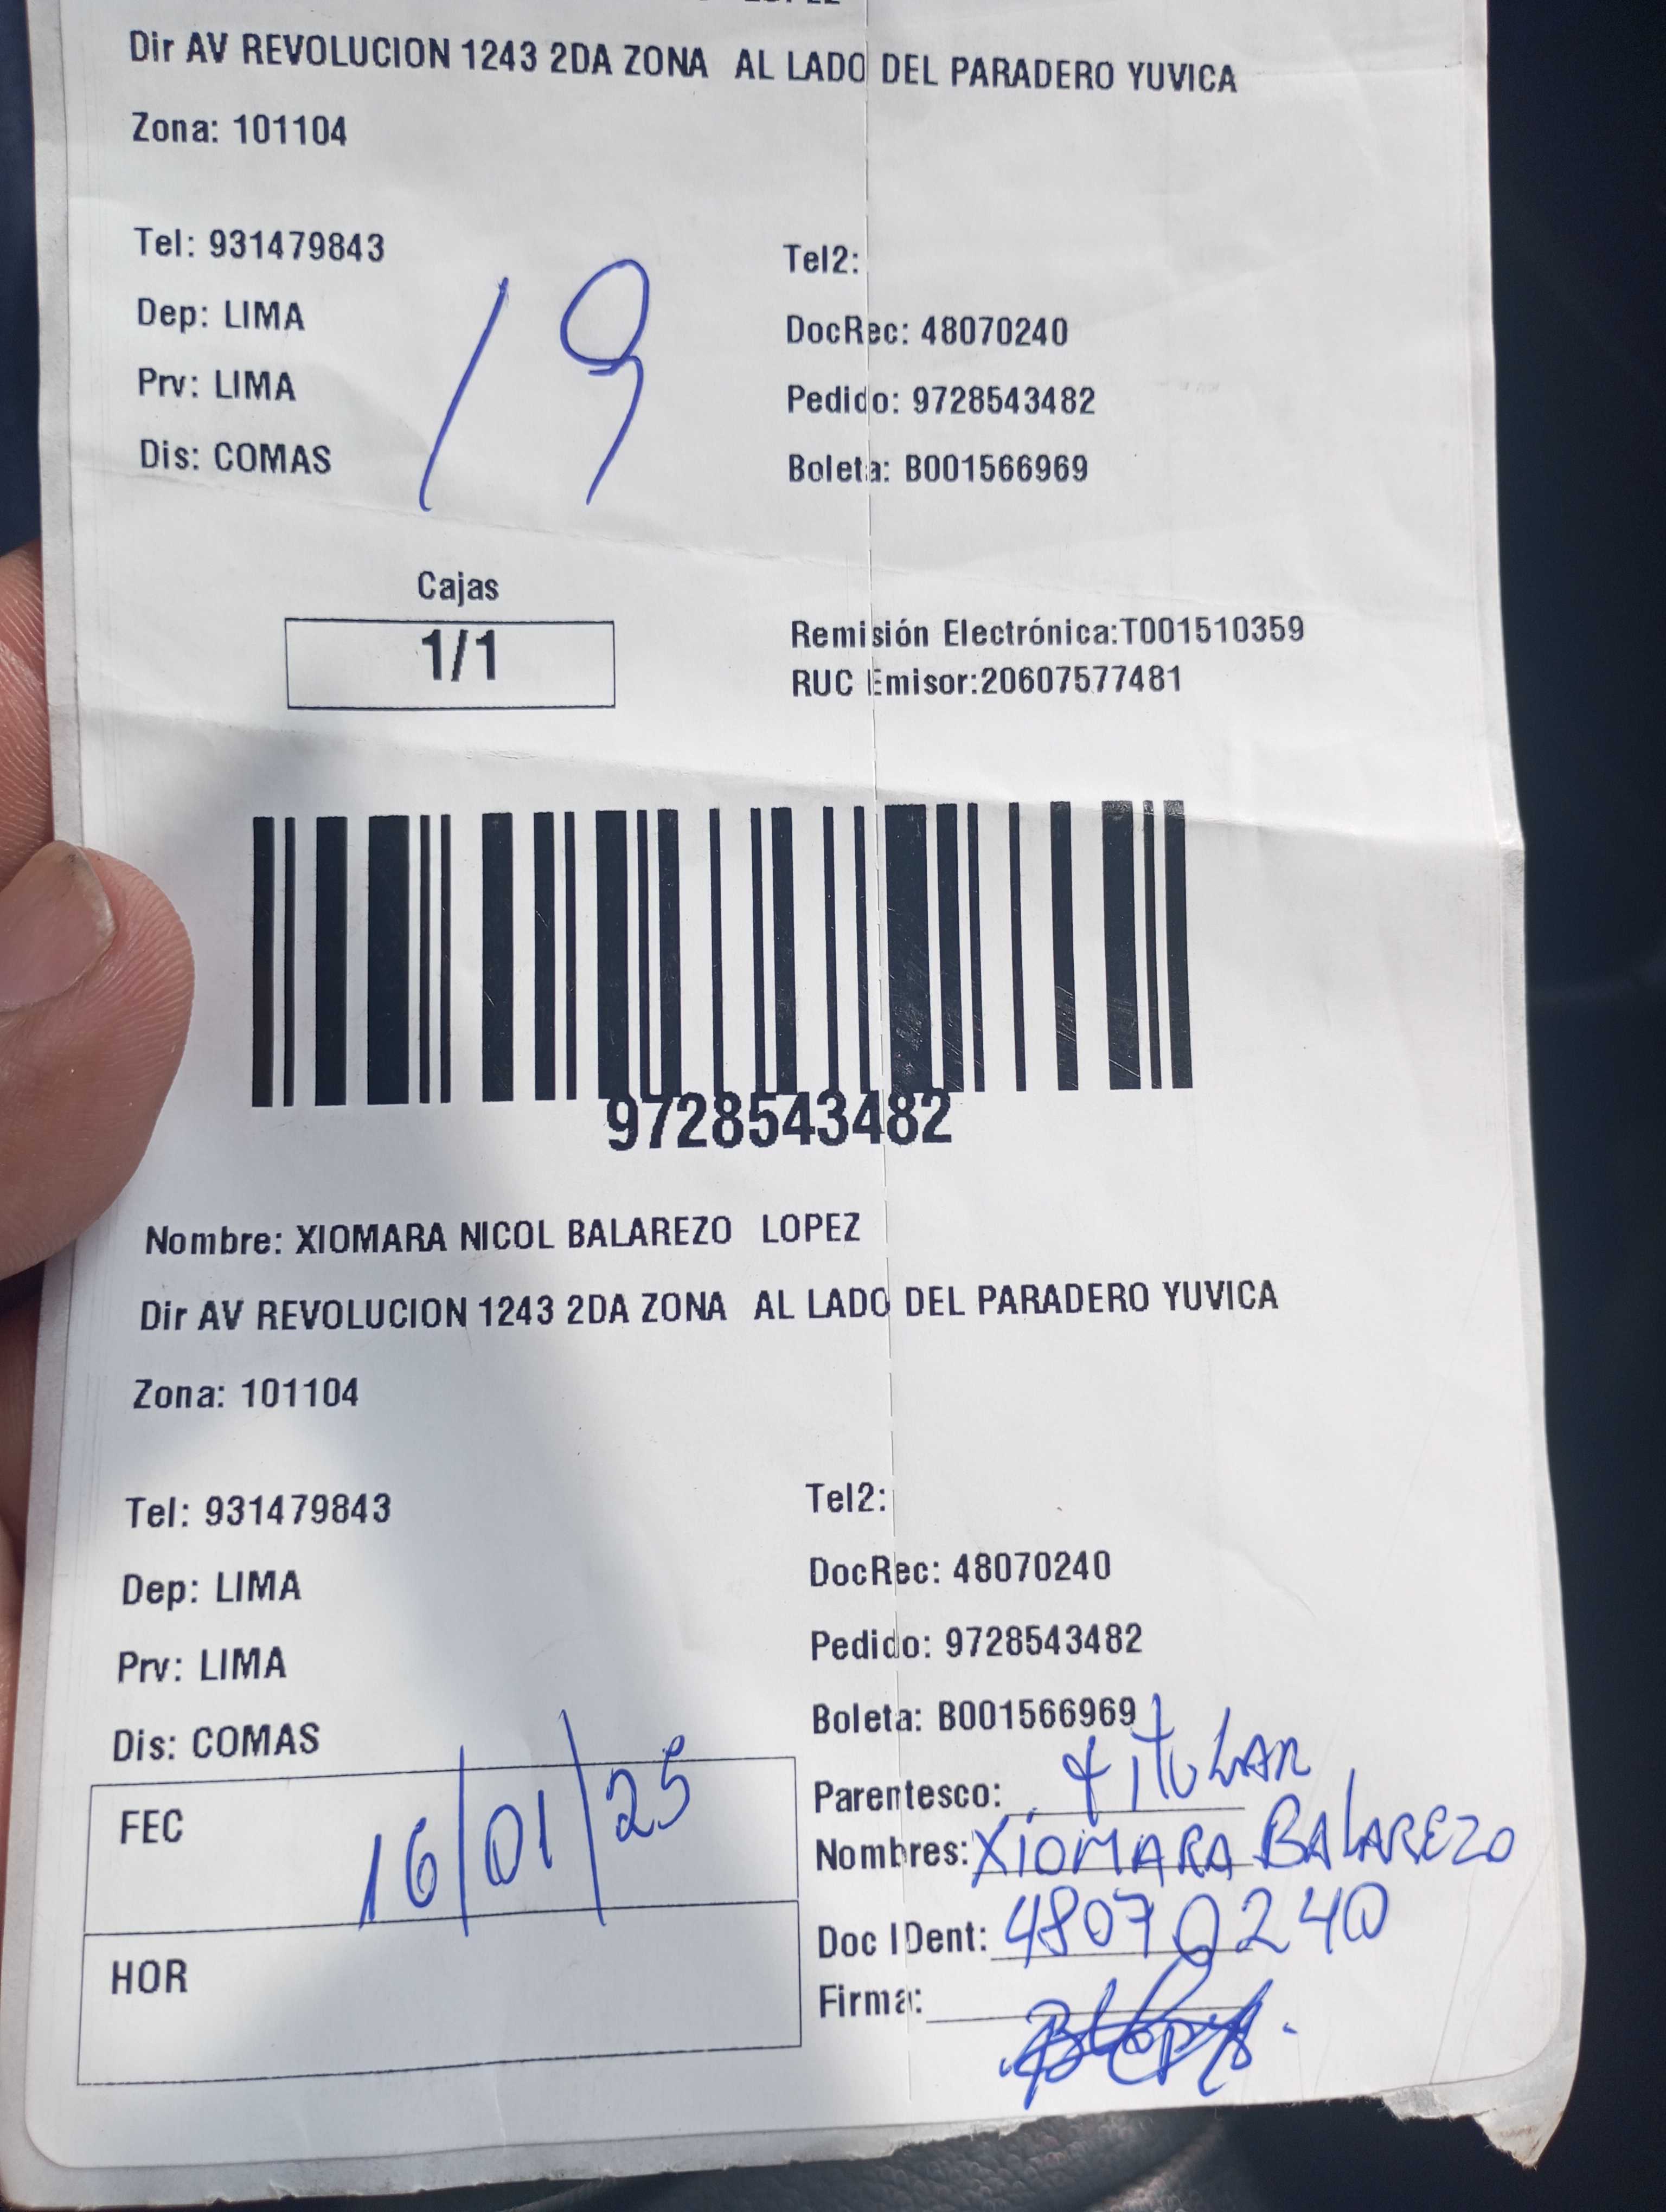 Dir AV REVOLUCION 1243 2DA ZONA AL LADO DEL PARADERO YUVICA
Zona: 101104
Tel: 931479843
Tel2:
Dep: LIMA
DocRec: 48070240
Prv: LIMA
Pedido: 9728543482
Dis: COMAS
Boleta: B001566969
19
Cajas
1/1
Remisión Electrónica:T001510359
RUC Emisor:20607577481
9728543482
Nombre: XIOMARA NICOL BALAREZO LOPEZ
Dir AV REVOLUCION 1243 2DA ZONA AL LADO DEL PARADERO YUVICA
Zona: 101104
Tel: 931479843
Tel2:
Dep: LIMA
DocRec: 48070240
Prv: LIMA
Pedido: 9728543482
Dis: COMAS
Boleta: B001566969
FEC 16/01/25
HOR
Parentesco: titular
Nombres: XIOMARA BALAREZO
Doc IDent: 48070240
Firma: